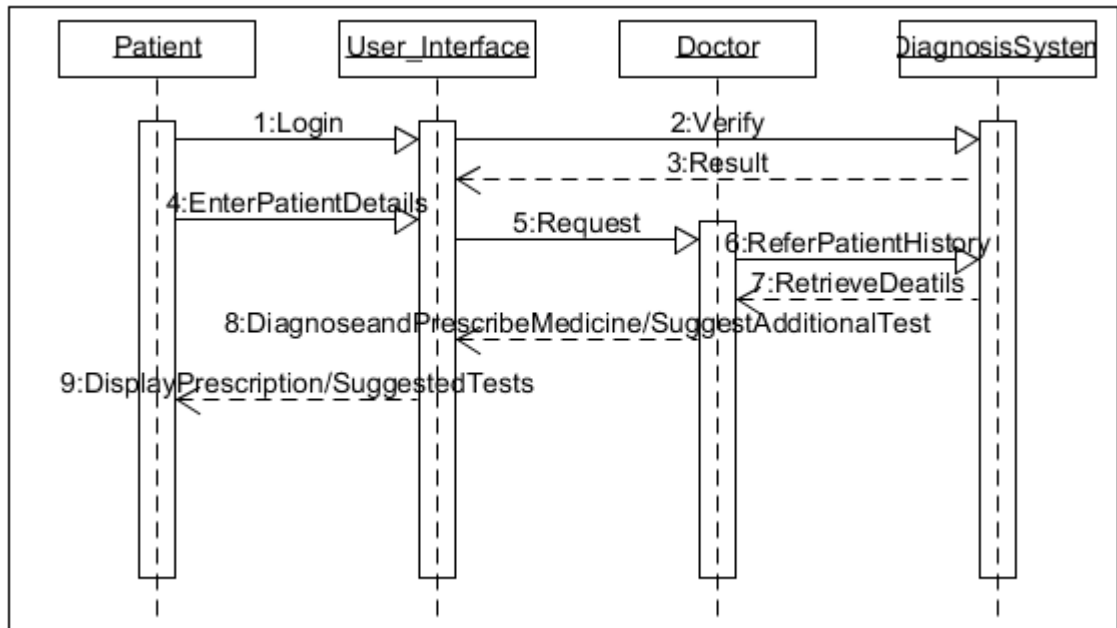 Patient
User_Interface
Doctor
DiagnosisSystem
1:Login
2:Verify
3:Result
4:EnterPatientDetails
5:Request
6:ReferPatientHistory
7:RetrieveDeatils
8:DiagnoseandPrescribeMedicine/SuggestAdditionalTest
9:DisplayPrescription/SuggestedTests